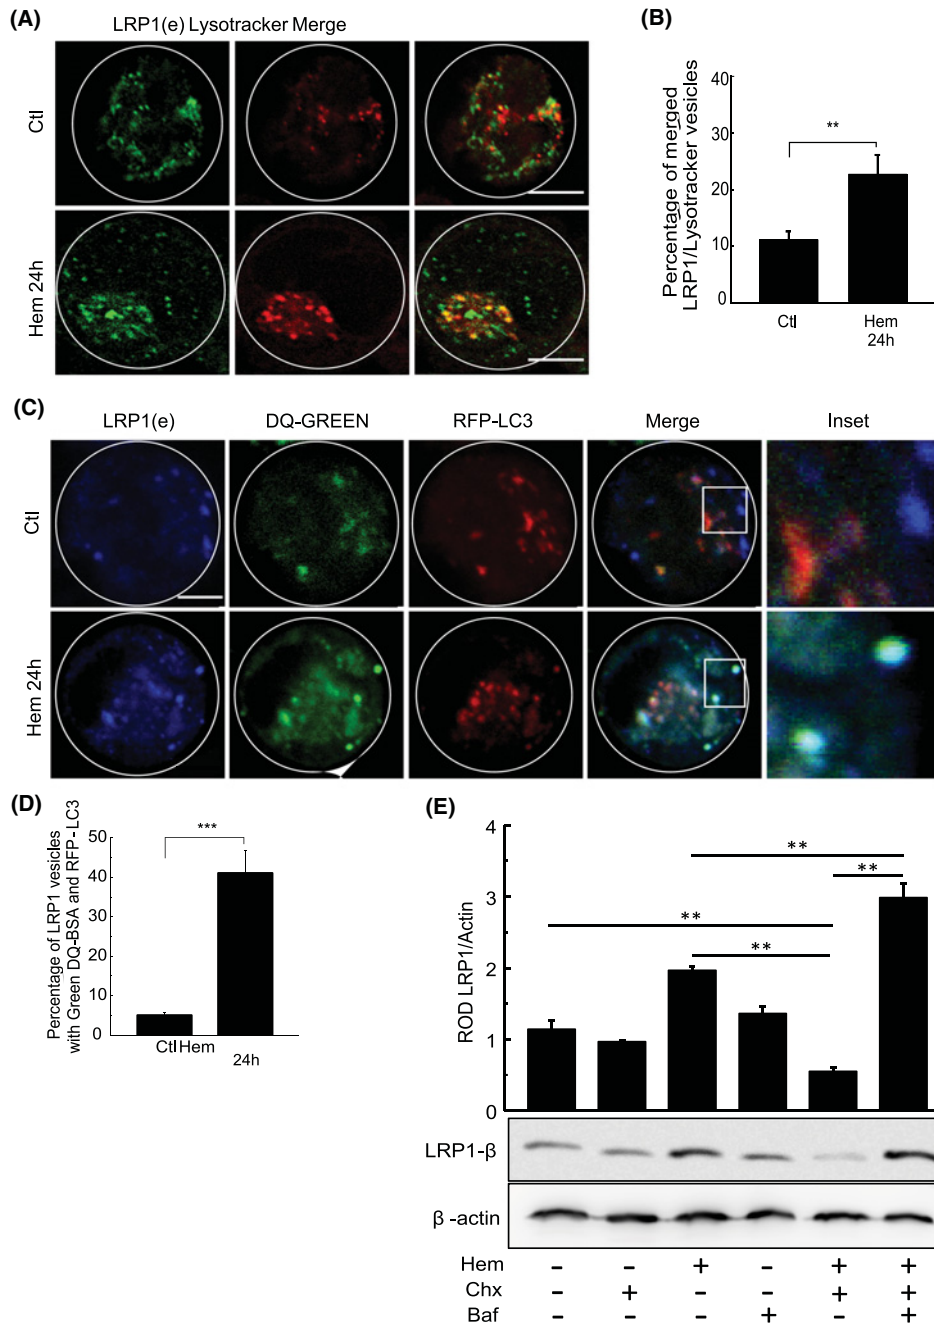 (A)
LRP1(e) Lysotracker Merge
Ctl
Hem 24h
(B)
Percentage of merged
LRP1/Lysotracker vesicles
40
30
20
10
0
**
Ctl
Hem
24h
(C)
LRP1(e)
DQ-GREEN
RFP-LC3
Merge
Inset
Ctl
Hem 24h
(D)
Percentage of LRP1 vesicles
with Green DQ-BSA and RFP-LC3
50
40
30
20
10
0
***
Ctl Hem
24h
(E)
ROD LRP1/Actin
4
3
2
1
0
**
**
**
**
LRP1-β
β -actin
Hem - - + - + +
Chx - + - - + +
Baf - - - + - +